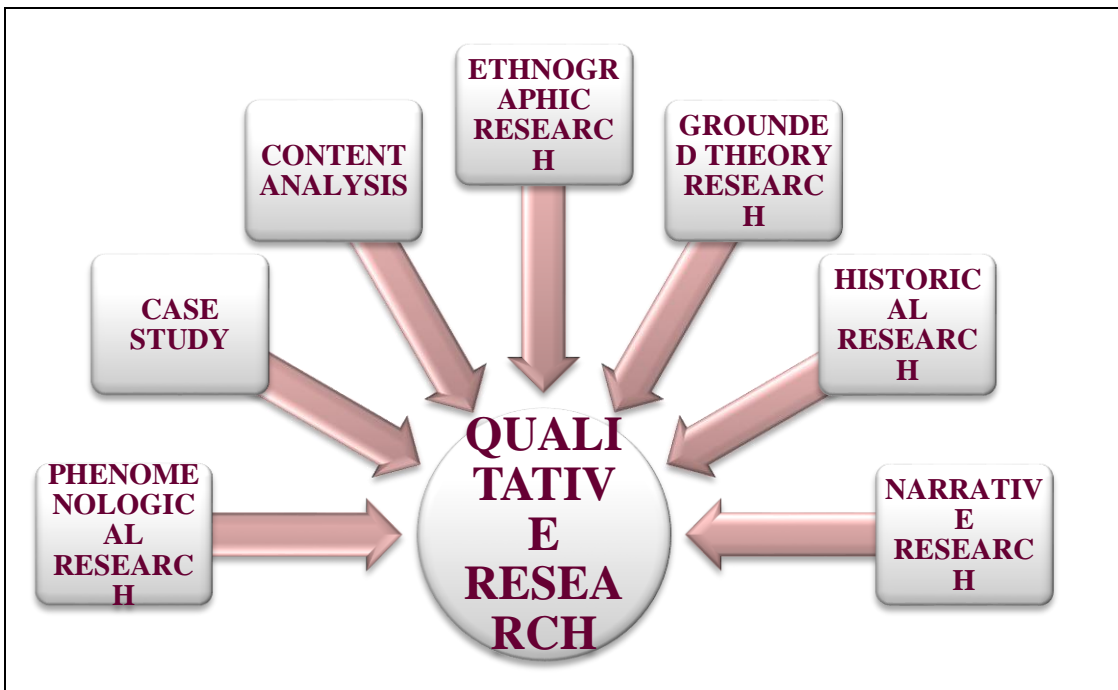 PHENOME
NOLOGIC
AL
RESEARC
H
CASE
STUDY
CONTENT
ANALYSIS
ETHNOGR
APHIC
RESEARC
H
GROUNDE
D THEORY
RESEARC
H
HISTORIC
AL
RESEARC
H
NARRATIV
E
RESEARC
H
QUALI
TATIV
E
RESEA
RCH